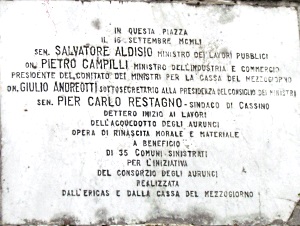 IN QUESTA PIAZZA
IL 16 SETTEMBRE MCMLI
SEN. SALVATORE ALDISIO MINISTRO DEI LAVORI PUBBLICI
ON. PIETRO CAMPILLI MINISTRO DELL'INDUSTRIA E COMMERCIO
PRESIDENTE DEL COMITATO DEI MINISTRI PER LA CASSA DEL MEZZOGIORNO
ON. GIULIO ANDREOTTI SOTTOSEGRETARIO ALLA PRESIDENZA DEL CONSIGLIO DEI MINISTRI
SEN. PIER CARLO RESTAGNO - SINDACO DI CASSINO
DETTERO INIZIO AI LAVORI
DELL'ACQUEDOTTO DEGLI AURUNCI
OPERA DI RINASCITA MORALE E MATERIALE
A BENEFICIO
DI 35 COMUNI SINISTRATI
PER L'INIZIATIVA
DEL CONSORZIO DEGLI AURUNCI
REALIZZATA
DALL'ERICAS E DALLA CASSA DEL MEZZOGIORNO